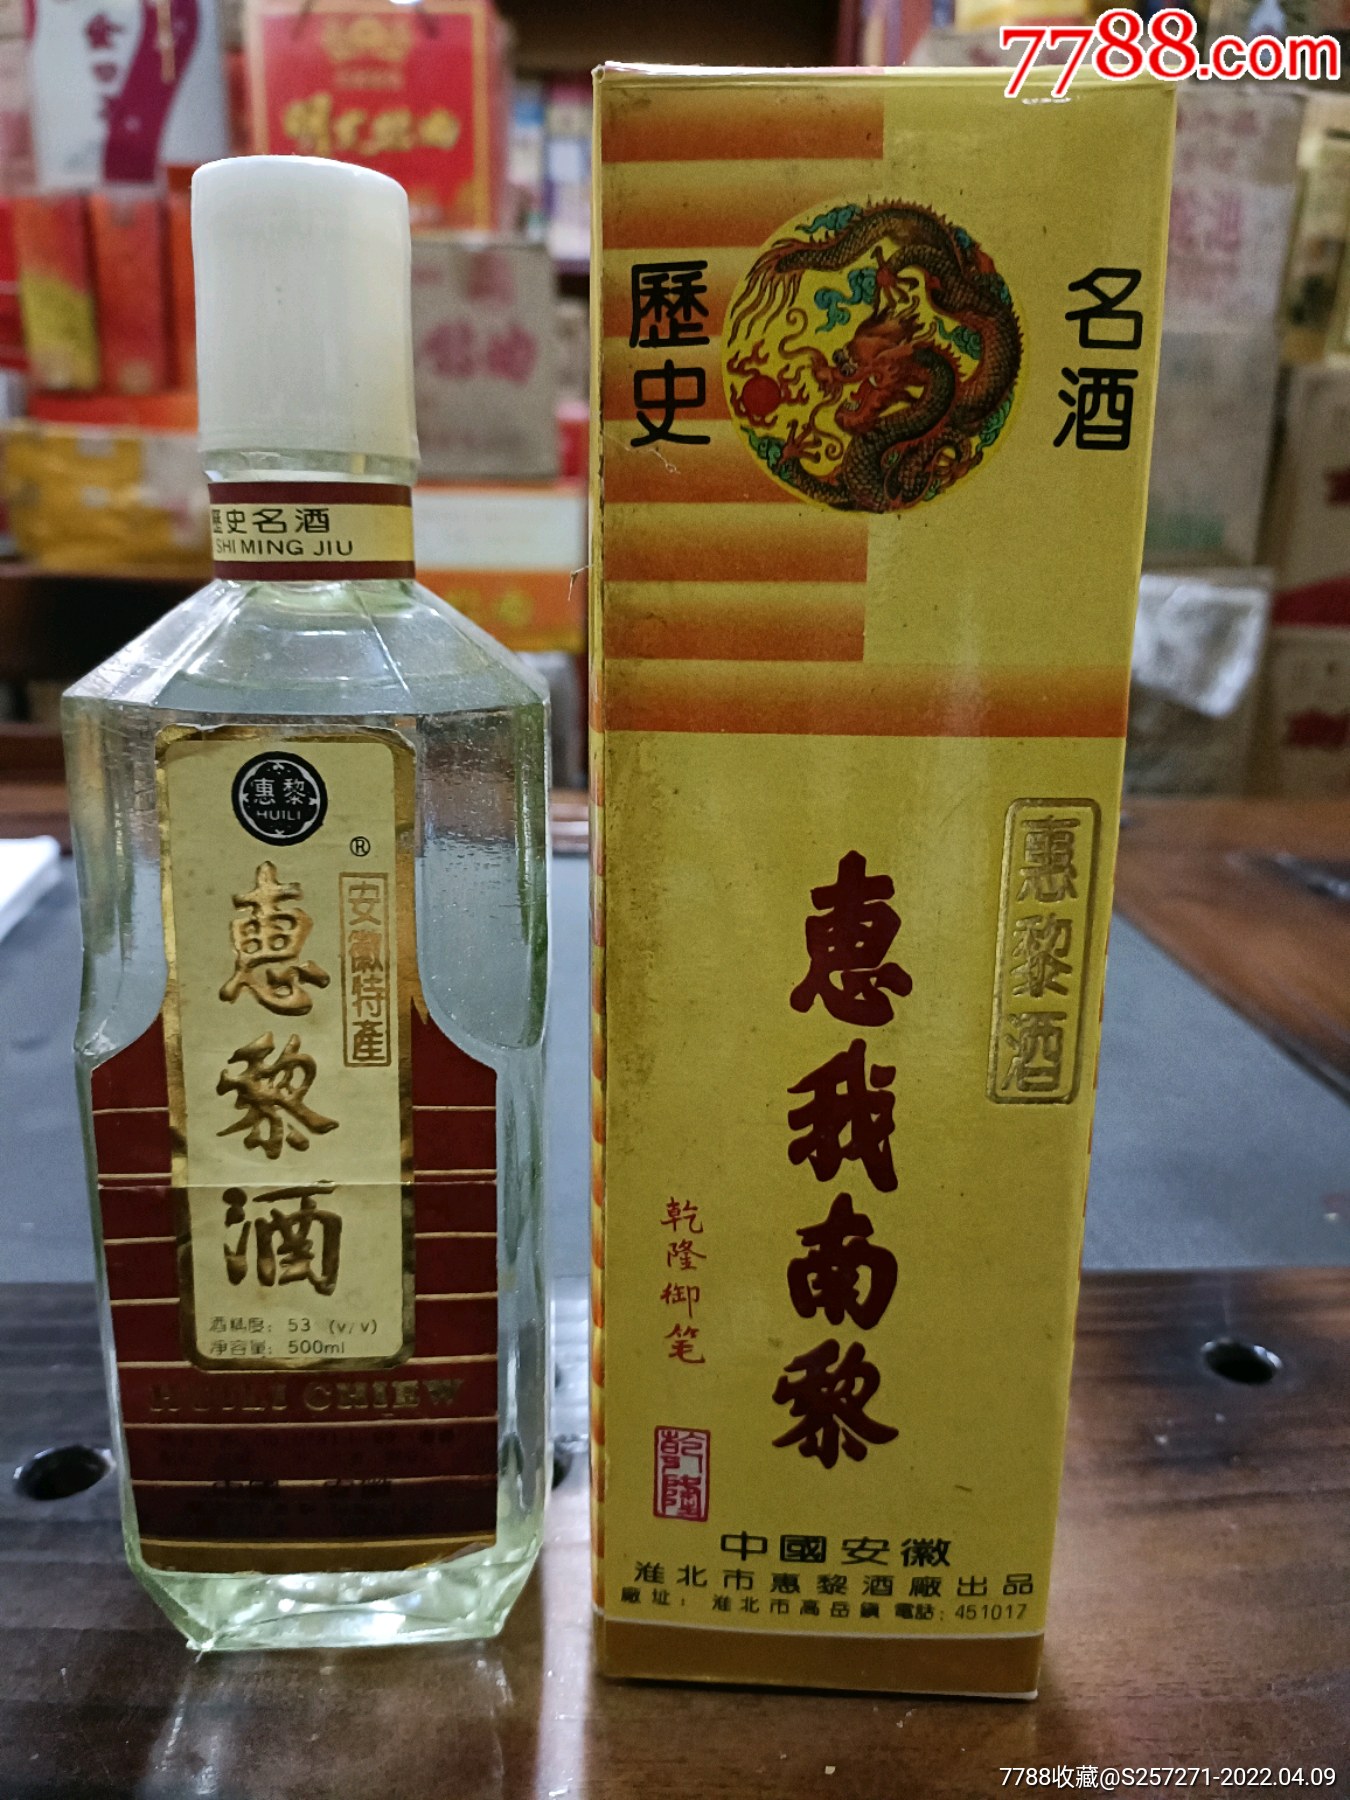 7788.com
歷史
名酒
歷史名酒
SHI MING JIU
惠黎
HUILI
®
惠黎酒
安徽特產
酒精度: 53 (v/v)
净容量: 500ml
HUILI CHIEW
惠黎酒
惠我南黎
乾隆御笔
乾隆
中國安徽
淮北市惠黎酒廠出品
廠址: 淮北市高岳鎮 電話: 451017
7788收藏@S257271-2022.04.09